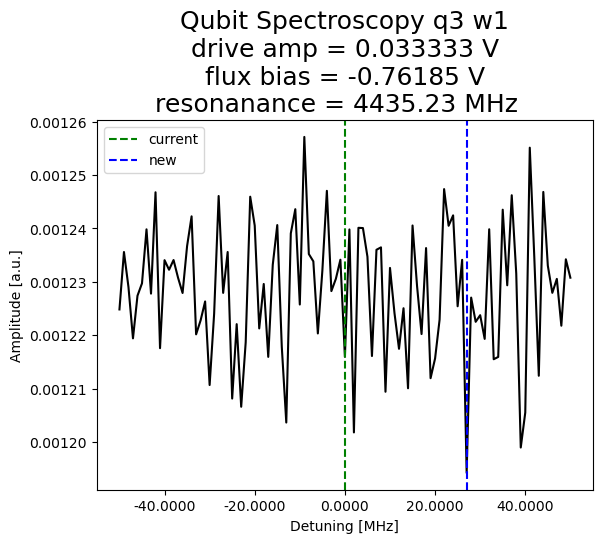 Qubit Spectroscopy q3 w1
drive amp = 0.033333 V
flux bias = -0.76185 V
resonanance = 4435.23 MHz
current
new
0.00126
0.00125
0.00124
0.00123
0.00122
0.00121
0.00120
Amplitude [a.u.]
-40.0000 -20.0000 0.0000 20.0000 40.0000
Detuning [MHz]